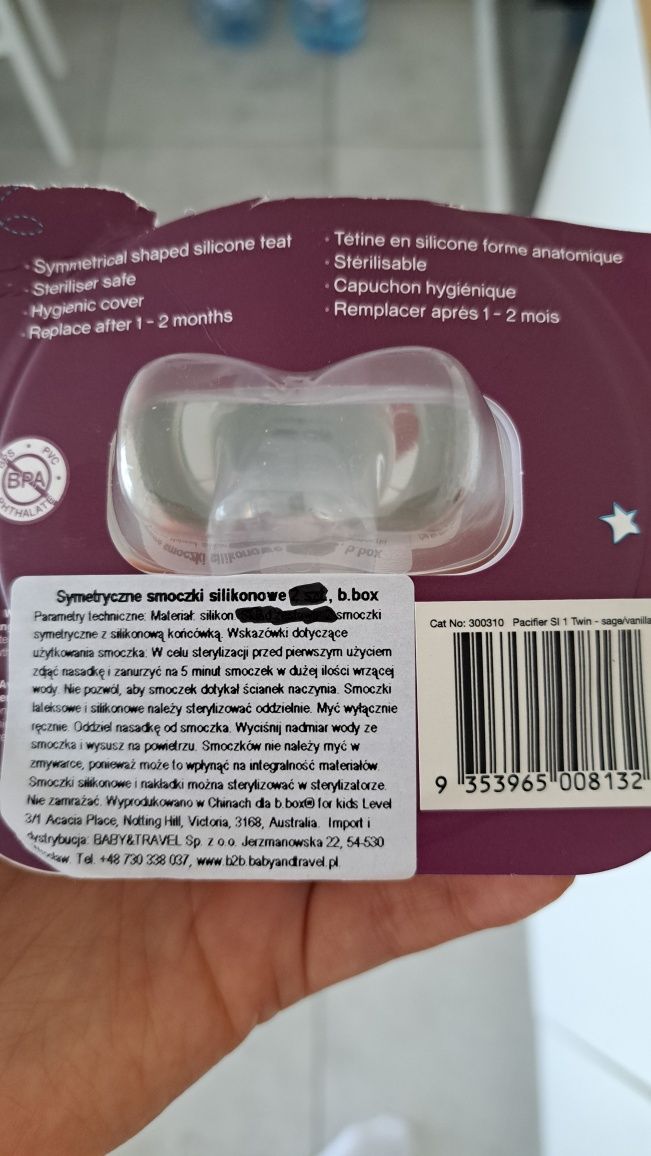 · Symmetrical shaped silicone teat
· Steriliser safe
· Hygienic cover
· Replace after 1 - 2 months
· Tétine en silicone forme anatomique
· Stérilisable
· Capuchon hygiénique
· Remplacer après 1 - 2 mois
BPS * PVC *
BPA
PHTHALATE
smoczki silikonowe b.box
Symetryczne smoczki silikonowe , b.box
Parametry techniczne: Materiał: silikon. smoczki
symetryczne z silikonową końcówką. Wskazówki dotyczące
użytkowania smoczka: W celu sterylizacji przed pierwszym użyciem
zdjąć nasadkę i zanurzyć na 5 minut smoczek w dużej ilości wrzącej
wody. Nie pozwól, aby smoczek dotykał ścianek naczynia. Smoczki
lateksowe i silikonowe należy sterylizować oddzielnie. Myć wyłącznie
ręcznie. Oddziel nasadkę od smoczka. Wyciśnij nadmiar wody ze
smoczka i wysusz na powietrzu. Smoczków nie należy myć w
zmywarce, ponieważ może to wpłynąć na integralność materiałów.
Smoczki silikonowe i nakładki można sterylizować w sterylizatorze.
Nie zamrażać. Wyprodukowano w Chinach dla b.box® for kids Level
3/1 Acacia Place, Notting Hill, Victoria, 3168, Australia. Import i
dystrybucja: BABY&TRAVEL Sp. z o.o. Jerzmanowska 22, 54-530
Wrocław. Tel. +48 730 338 037, www.b2b.babyandtravel.pl
Cat No: 300310 Pacifier SI 1 Twin - sage/vanilla
9 353965 008132